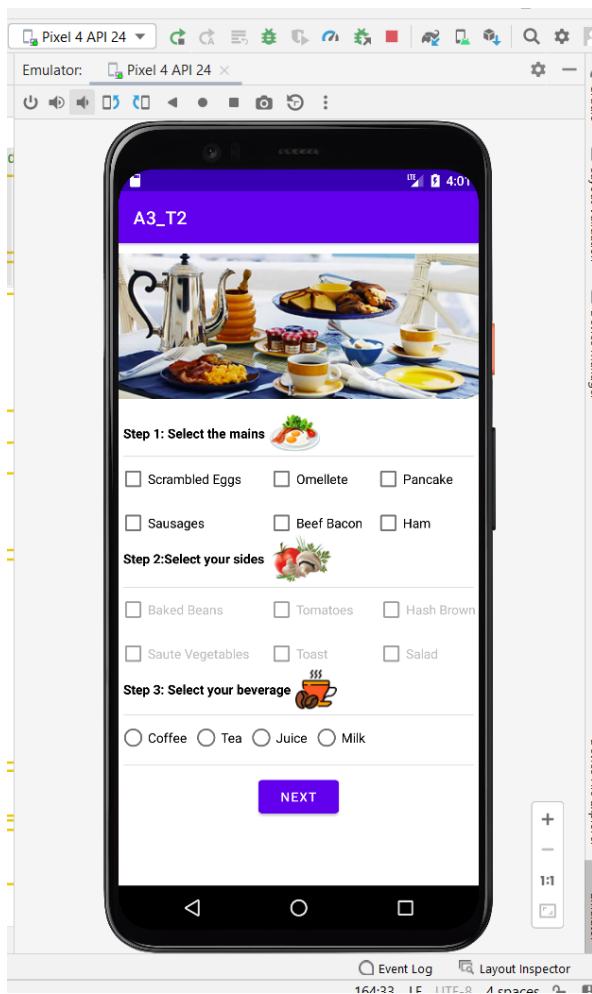 Pixel 4 API 24
Emulator: Pixel 4 API 24
LTE 4:01
A3_T2
Step 1: Select the mains
Scrambled Eggs Omellete Pancake
Sausages Beef Bacon Ham
Step 2:Select your sides
Baked Beans Tomatoes Hash Brown
Saute Vegetables Toast Salad
Step 3: Select your beverage
Coffee Tea Juice Milk
NEXT
1:1
Event Log Layout Inspector
164:33 LF UTF-8 4 spaces